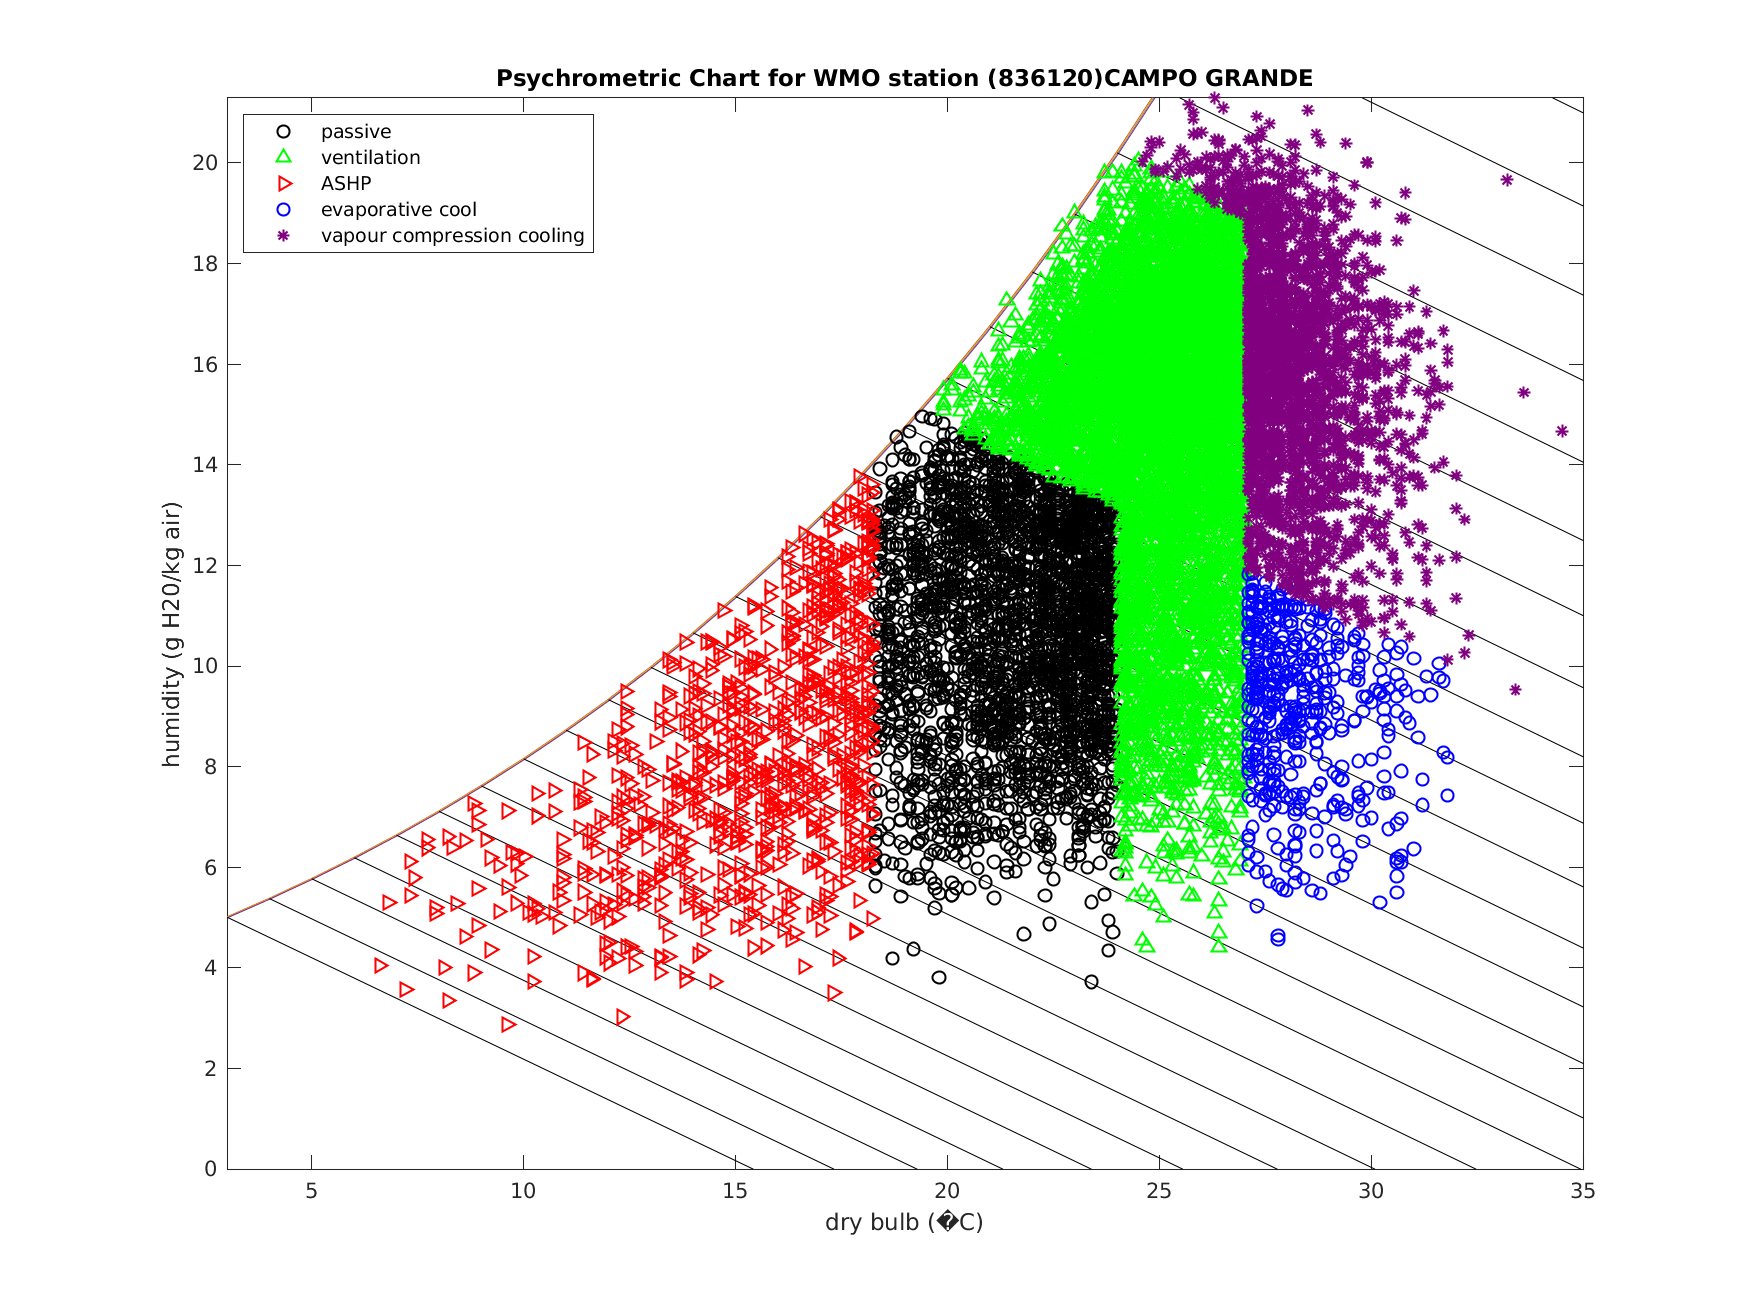 Psychrometric Chart for WMO station (836120)CAMPO GRANDE
passive
ventilation
ASHP
evaporative cool
vapour compression cooling
humidity (g H20/kg air)
20
18
16
14
12
10
8
6
4
2
0
5 10 15 20 25 30 35
dry bulb (�C)